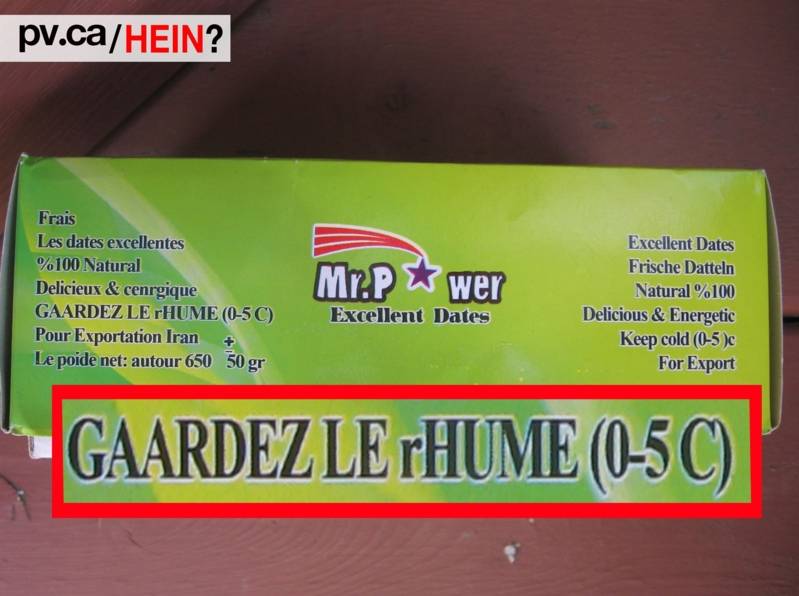 pv.ca/HEIN?
Frais
Les dates excellentes
%100 Natural
Delicieux & cenrgique
GAARDEZ LE rHUME (0-5 C)
Pour Exportation Iran
Le poide net: autour 650 ± 50 gr
Mr.P wer
Excellent Dates
Excellent Dates
Frische Datteln
Natural %100
Delicious & Energetic
Keep cold (0-5 )c
For Export
GAARDEZ LE rHUME (0-5 C)